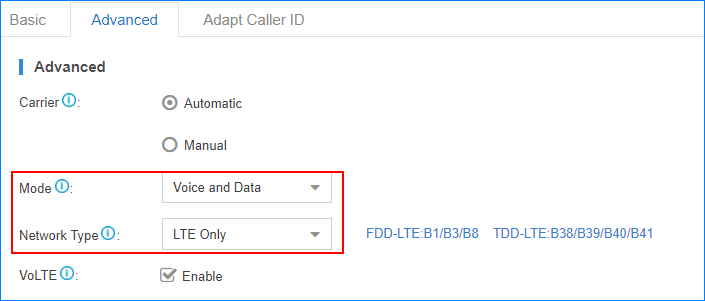 Basic Advanced Adapt Caller ID
Advanced
Carrier : Automatic
Manual
Mode : Voice and Data
Network Type : LTE Only FDD-LTE:B1/B3/B8 TDD-LTE:B38/B39/B40/B41
VoLTE : Enable